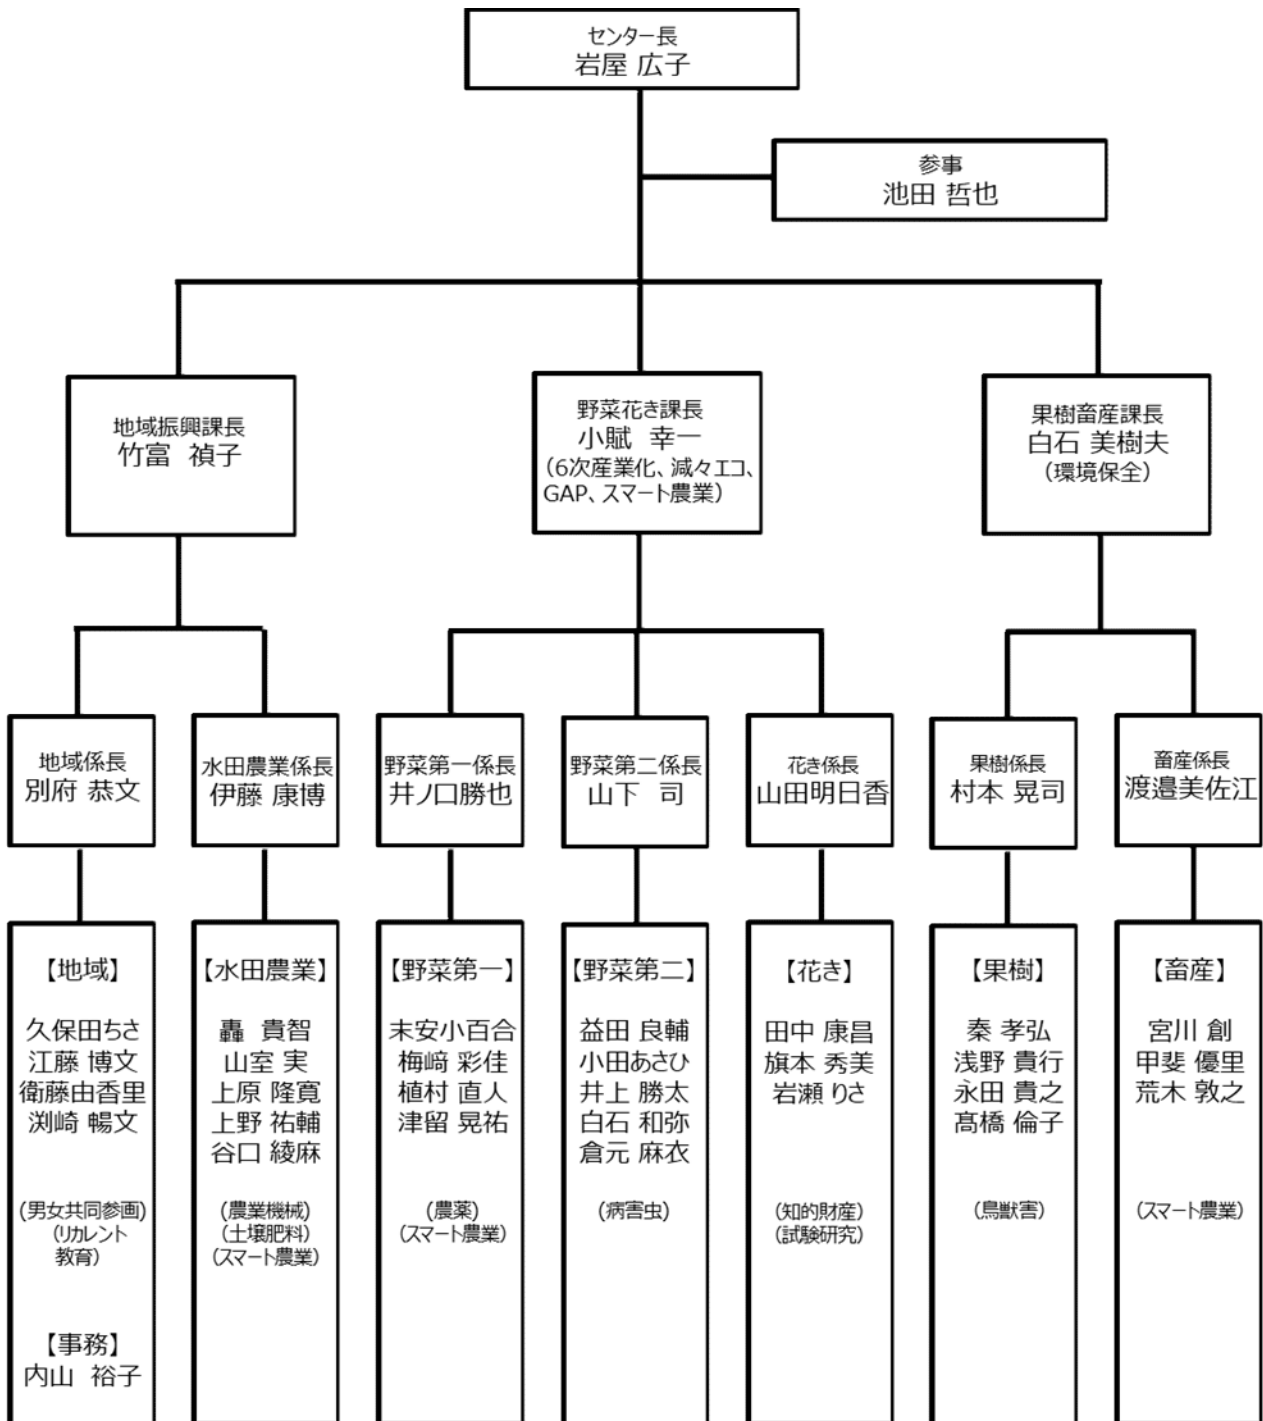 センター長
岩屋 広子
参事
池田 哲也
地域振興課長
竹富 禎子
野菜花き課長
小賦 幸一
（6次産業化、減々エコ、
GAP、スマート農業）
果樹畜産課長
白石 美樹夫
（環境保全）
地域係長
別府 恭文
水田農業係長
伊藤 康博
野菜第一係長
井ノ口勝也
野菜第二係長
山下 司
花き係長
山田明日香
果樹係長
村本 晃司
畜産係長
渡邉美佐江
【地域】
久保田ちさ
江藤 博文
衛藤由香里
渕崎 暢文
(男女共同参画)
(リカレント
教育)
【事務】
内山 裕子
【水田農業】
轟 貴智
山室 実
上原 隆寛
上野 祐輔
谷口 綾麻
(農業機械)
(土壌肥料)
(スマート農業)
【野菜第一】
末安小百合
梅﨑 彩佳
植村 直人
津留 晃祐
(農薬)
(スマート農業)
【野菜第二】
益田 良輔
小田あさひ
井上 勝太
白石 和弥
倉元 麻衣
(病害虫)
【花き】
田中 康昌
旗本 秀美
岩瀬 りさ
(知的財産)
(試験研究)
【果樹】
秦 孝弘
浅野 貴行
永田 貴之
髙橋 倫子
(鳥獣害)
【畜産】
宮川 創
甲斐 優里
荒木 敦之
(スマート農業)